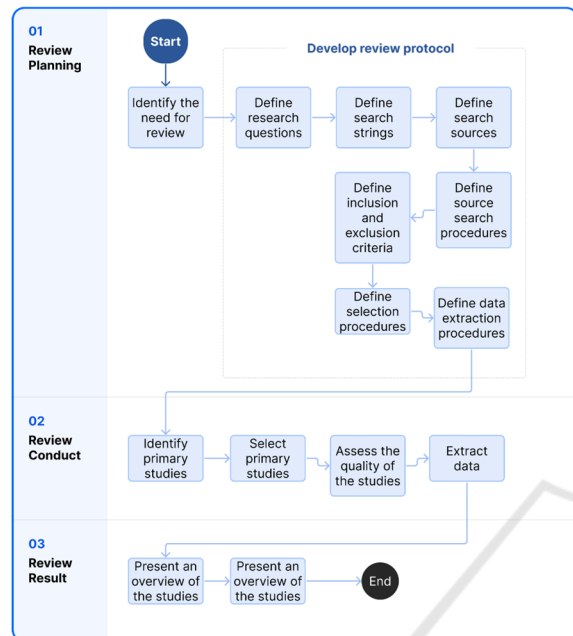 01
Review
Planning
Start
Develop review protocol
Identify the
need for
review
Define
research
questions
Define
search
strings
Define
search
sources
Define
source
search
procedures
Define
inclusion
and
exclusion
criteria
Define
selection
procedures
Define data
extraction
procedures
02
Review
Conduct
Identify
primary
studies
Select
primary
studies
Assess the
quality of
the studies
Extract
data
03
Review
Result
Present an
overview of
the studies
Present an
overview of
the studies
End